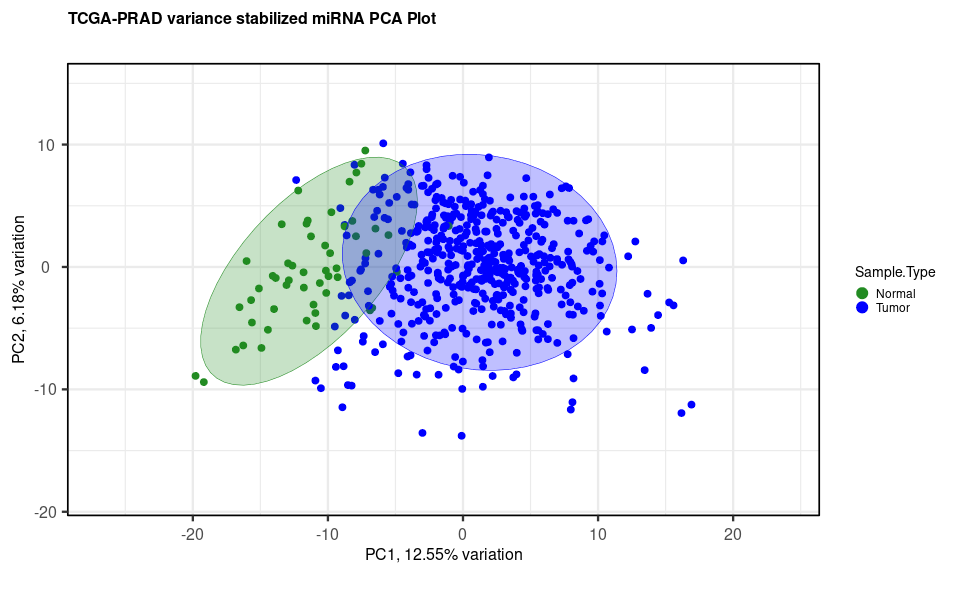 TCGA-PRAD variance stabilized miRNA PCA Plot
10
0
-10
-20
PC2, 6.18% variation
-20 -10 0 10 20
PC1, 12.55% variation
Sample.Type
Normal
Tumor